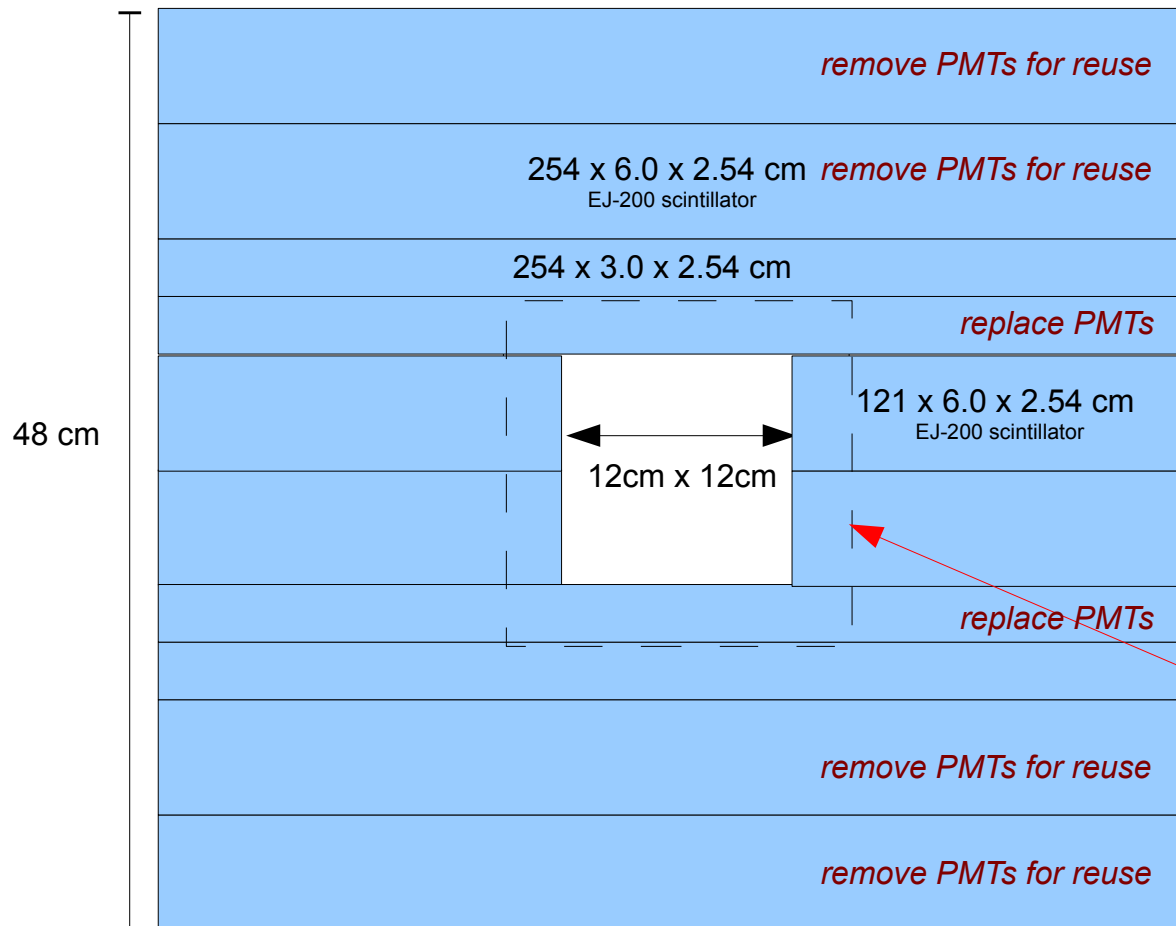 remove PMTs for reuse
254 x 6.0 x 2.54 cm remove PMTs for reuse
EJ-200 scintillator
254 x 3.0 x 2.54 cm
replace PMTs
121 x 6.0 x 2.54 cm
EJ-200 scintillator
48 cm
12cm x 12cm
replace PMTs
remove PMTs for reuse
remove PMTs for reuse